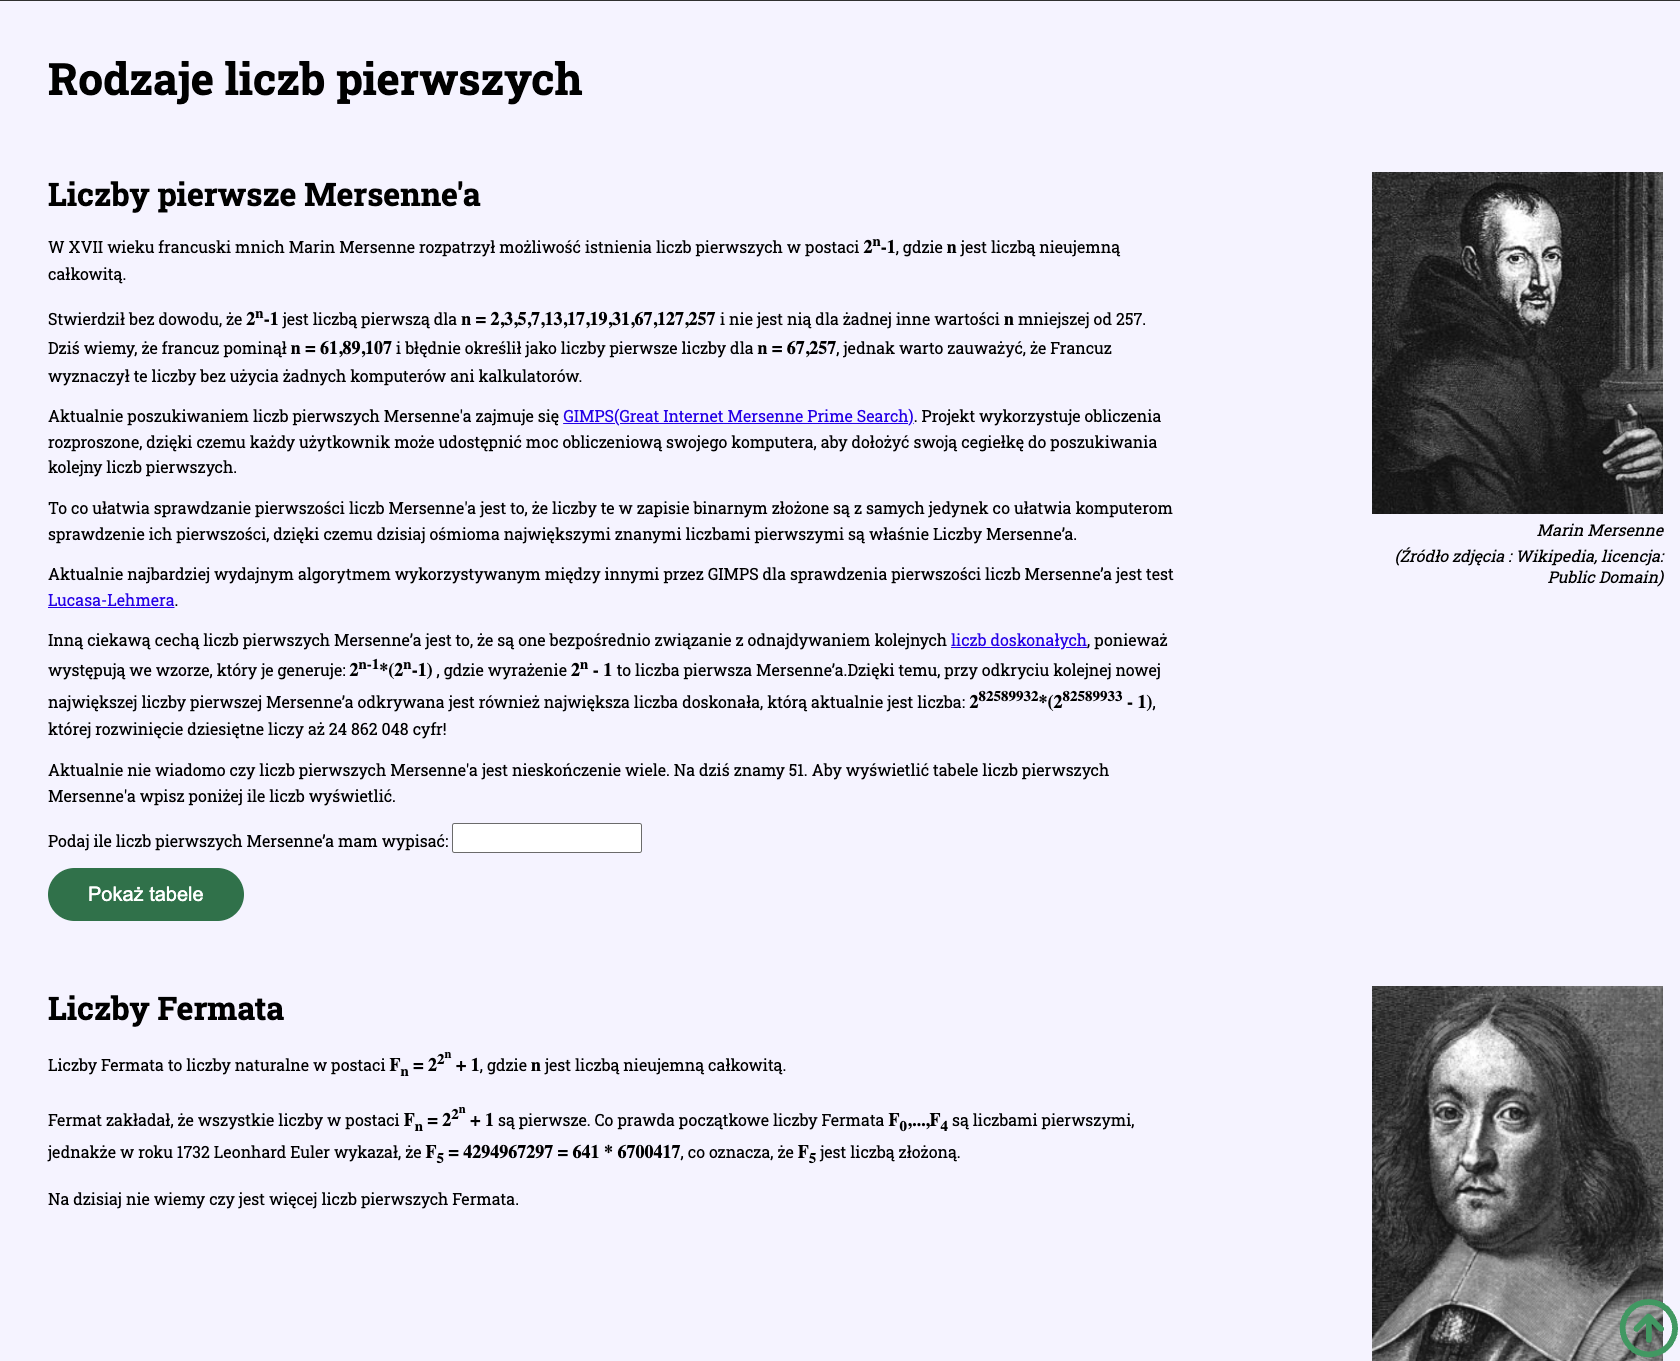 Rodzaje liczb pierwszych
Liczby pierwsze Mersenne'a
W XVII wieku francuski mnich Marin Mersenne rozpatrzył możliwość istnienia liczb pierwszych w postaci 2ⁿ-1, gdzie n jest liczbą nieujemną
całkowitą.
Stwierdził bez dowodu, że 2ⁿ-1 jest liczbą pierwszą dla n = 2,3,5,7,13,17,19,31,67,127,257 i nie jest nią dla żadnej inne wartości n mniejszej od 257.
Dziś wiemy, że francuz pominął n = 61,89,107 i błędnie określił jako liczby pierwsze liczby dla n = 67,257, jednak warto zauważyć, że Francuz
wyznaczył te liczby bez użycia żadnych komputerów ani kalkulatorów.
Aktualnie poszukiwaniem liczb pierwszych Mersenne'a zajmuje się GIMPS(Great Internet Mersenne Prime Search). Projekt wykorzystuje obliczenia
rozproszone, dzięki czemu każdy użytkownik może udostępnić moc obliczeniową swojego komputera, aby dołożyć swoją cegiełkę do poszukiwania
kolejny liczb pierwszych.
To co ułatwia sprawdzanie pierwszości liczb Mersenne'a jest to, że liczby te w zapisie binarnym złożone są z samych jedynek co ułatwia komputerom
sprawdzenie ich pierwszości, dzięki czemu dzisiaj ośmioma największymi znanymi liczbami pierwszymi są właśnie Liczby Mersenne’a.
Aktualnie najbardziej wydajnym algorytmem wykorzystywanym między innymi przez GIMPS dla sprawdzenia pierwszości liczb Mersenne’a jest test
Lucasa-Lehmera.
Inną ciekawą cechą liczb pierwszych Mersenne’a jest to, że są one bezpośrednio związanie z odnajdywaniem kolejnych liczb doskonałych, ponieważ
występują we wzorze, który je generuje: 2ⁿ⁻¹*(2ⁿ-1) , gdzie wyrażenie 2ⁿ - 1 to liczba pierwsza Mersenne’a.Dzięki temu, przy odkryciu kolejnej nowej
największej liczby pierwszej Mersenne’a odkrywana jest również największa liczba doskonała, którą aktualnie jest liczba: 2⁸²⁵⁸⁹⁹³²*(2⁸²⁵⁸⁹⁹³³ - 1),
której rozwinięcie dziesiętne liczy aż 24 862 048 cyfr!
Aktualnie nie wiadomo czy liczb pierwszych Mersenne'a jest nieskończenie wiele. Na dziś znamy 51. Aby wyświetlić tabele liczb pierwszych
Mersenne'a wpisz poniżej ile liczb wyświetlić.
Podaj ile liczb pierwszych Mersenne’a mam wypisać:
Pokaż tabele
Marin Mersenne
(Źródło zdjęcia : Wikipedia, licencja:
Public Domain)
Liczby Fermata
Liczby Fermata to liczby naturalne w postaci Fₙ = 2^2ⁿ + 1, gdzie n jest liczbą nieujemną całkowitą.
Fermat zakładał, że wszystkie liczby w postaci Fₙ = 2^2ⁿ + 1 są pierwsze. Co prawda początkowe liczby Fermata F₀,...,F₄ są liczbami pierwszymi,
jednakże w roku 1732 Leonhard Euler wykazał, że F₅ = 4294967297 = 641 * 6700417, co oznacza, że F₅ jest liczbą złożoną.
Na dzisiaj nie wiemy czy jest więcej liczb pierwszych Fermata.